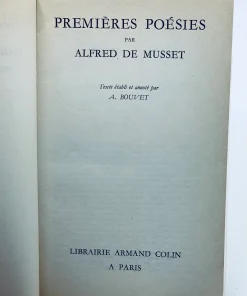 PREMIÈRES POÉSIES
PAR
ALFRED DE MUSSET
Texte établi et annoté par
A. BOUVET
LIBRAIRIE ARMAND COLIN
A PARIS